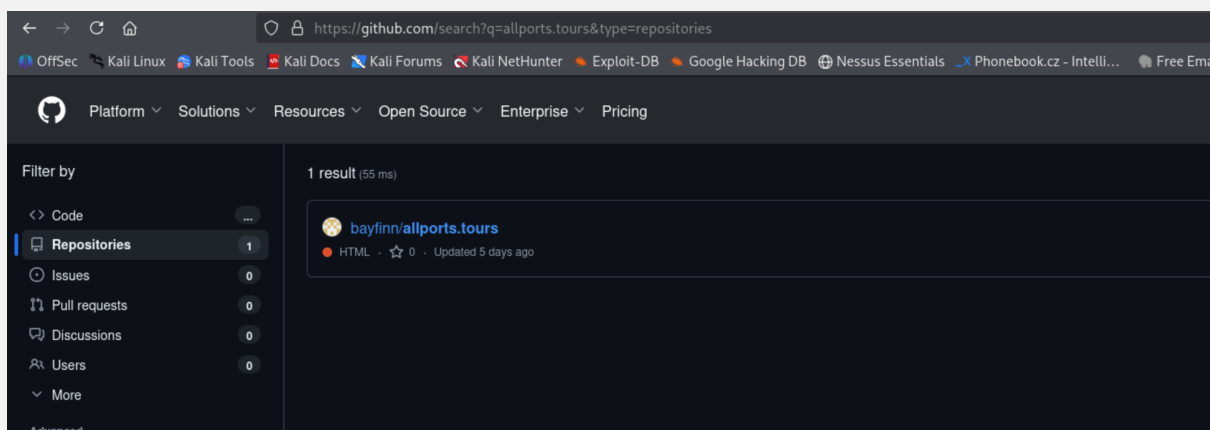 https://github.com/search?q=allports.tours&type=repositories
OffSec Kali Linux Kali Tools Kali Docs Kali Forums Kali NetHunter Exploit-DB Google Hacking DB Nessus Essentials Phonebook.cz - Intelli... Free Ema
Platform Solutions Resources Open Source Enterprise Pricing
Filter by
1 result (55 ms)
Code ...
bayfinn/allports.tours
Repositories 1
HTML · 0 · Updated 5 days ago
Issues 0
Pull requests 0
Discussions 0
Users 0
More
Advanced